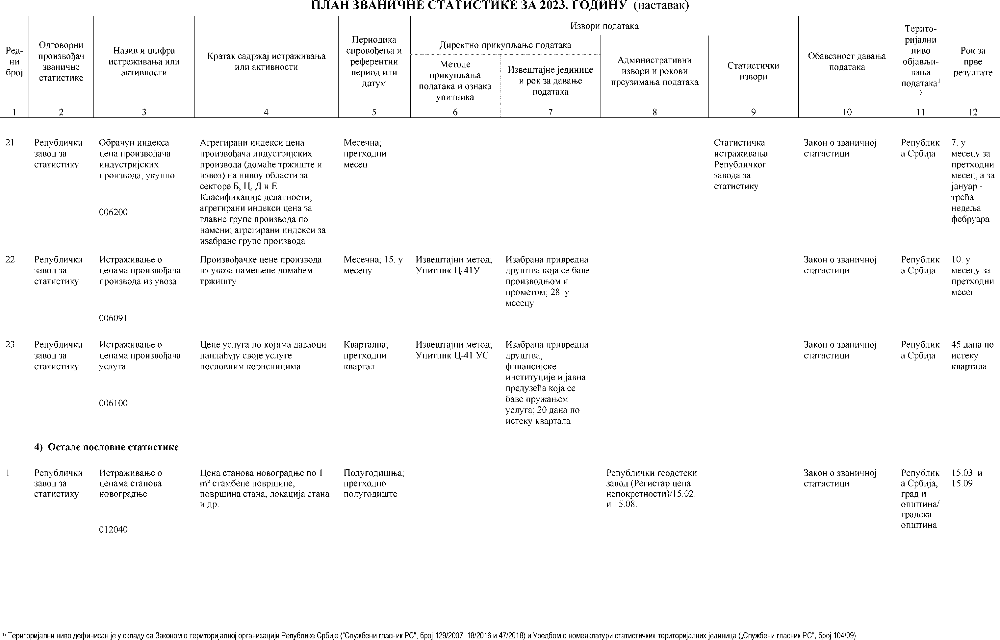 ПЛАН ЗВАНИЧНЕ СТАТИСТИКЕ ЗА 2023. ГОДИНУ (наставак)
Ред-
ни
број
Одговорни
произвођач
званичне
статистике
Назив и шифра
истраживања или
активности
Кратак садржај истраживања
или активности
Периодика
спровођења и
референтни
период или
датум
Извори података
Директно прикупљање података
Методе
прикупљања
података и ознака
упитника
Извештајне јединице
и рок за давање
података
Административни
извори и рокови
преузимања података
Статистички
извори
Обавезност давања
података
Терито-
ријални
ниво
објављи-
вања
података¹
)
Рок за
прве
резултате
1 2 3 4 5 6 7 8 9 10 11 12
21
Републички
завод за
статистику
Обрачун индекса
цена произвођача
индустријских
производа, укупно
006200
Агрегирани индекси цена
произвођача индустријских
производа (домаће тржиште и
извоз) на нивоу области за
секторе Б, Ц, Д и Е
Класификације делатности;
агрегирани индекси цена за
главне групе производа по
намени; агрегирани индекси за
изабране групе производа
Месечна;
претходни
месец
Статистичка
истраживања
Републичког
завода за
статистику
Закон о званичној
статистици
Републик
а Србија
7. у
месецу за
претходни
месец, а за
јануар -
трећа
недеља
фебруара
22
Републички
завод за
статистику
Истраживање о
ценама произвођача
производа из увоза
006091
Произвођачке цене производа
из увоза намењене домаћем
тржишту
Месечна; 15. у
месецу
Извештајни метод;
Упитник Ц-41У
Изабрана привредна
друштва која се баве
производњом и
прометом; 28. у
месецу
Закон о званичној
статистици
Републик
а Србија
10. у
месецу за
претходни
месец
23
Републички
завод за
статистику
Истраживање о
ценама произвођача
услуга
006100
Цене услуга по којима даваоци
наплаћују своје услуге
пословним корисницима
Квартална;
претходни
квартал
Извештајни метод;
Упитник Ц-41 УС
Изабрана привредна
друштва,
финансијске
институције и јавна
предузећа која се
баве пружањем
услуга; 20 дана по
истеку квартала
Закон о званичној
статистици
Републик
а Србија
45 дана по
истеку
квартала
4) Остале пословне статистике
1
Републички
завод за
статистику
Истраживање о
ценама станова
новоградње
012040
Цена станова новоградње по 1
m² стамбене површине,
површина стана, локација стана
и др.
Полугодишња;
претходно
полугодиште
Републички геодетски
завод (Регистар цена
непокретности)/15.02.
и 15.08.
Закон о званичној
статистици
Републик
а Србија,
град и
општина/
градска
општина
15.03. и
15.09.
¹⁾ Територијални ниво дефинисан је у складу са Законом о територијалној организацији Републике Србије ("Службени гласник РС", број 129/2007, 18/2016 и 47/2018) и Уредбом о номенклатури статистичких територијалних јединица („Службени гласник РС", број 104/09).